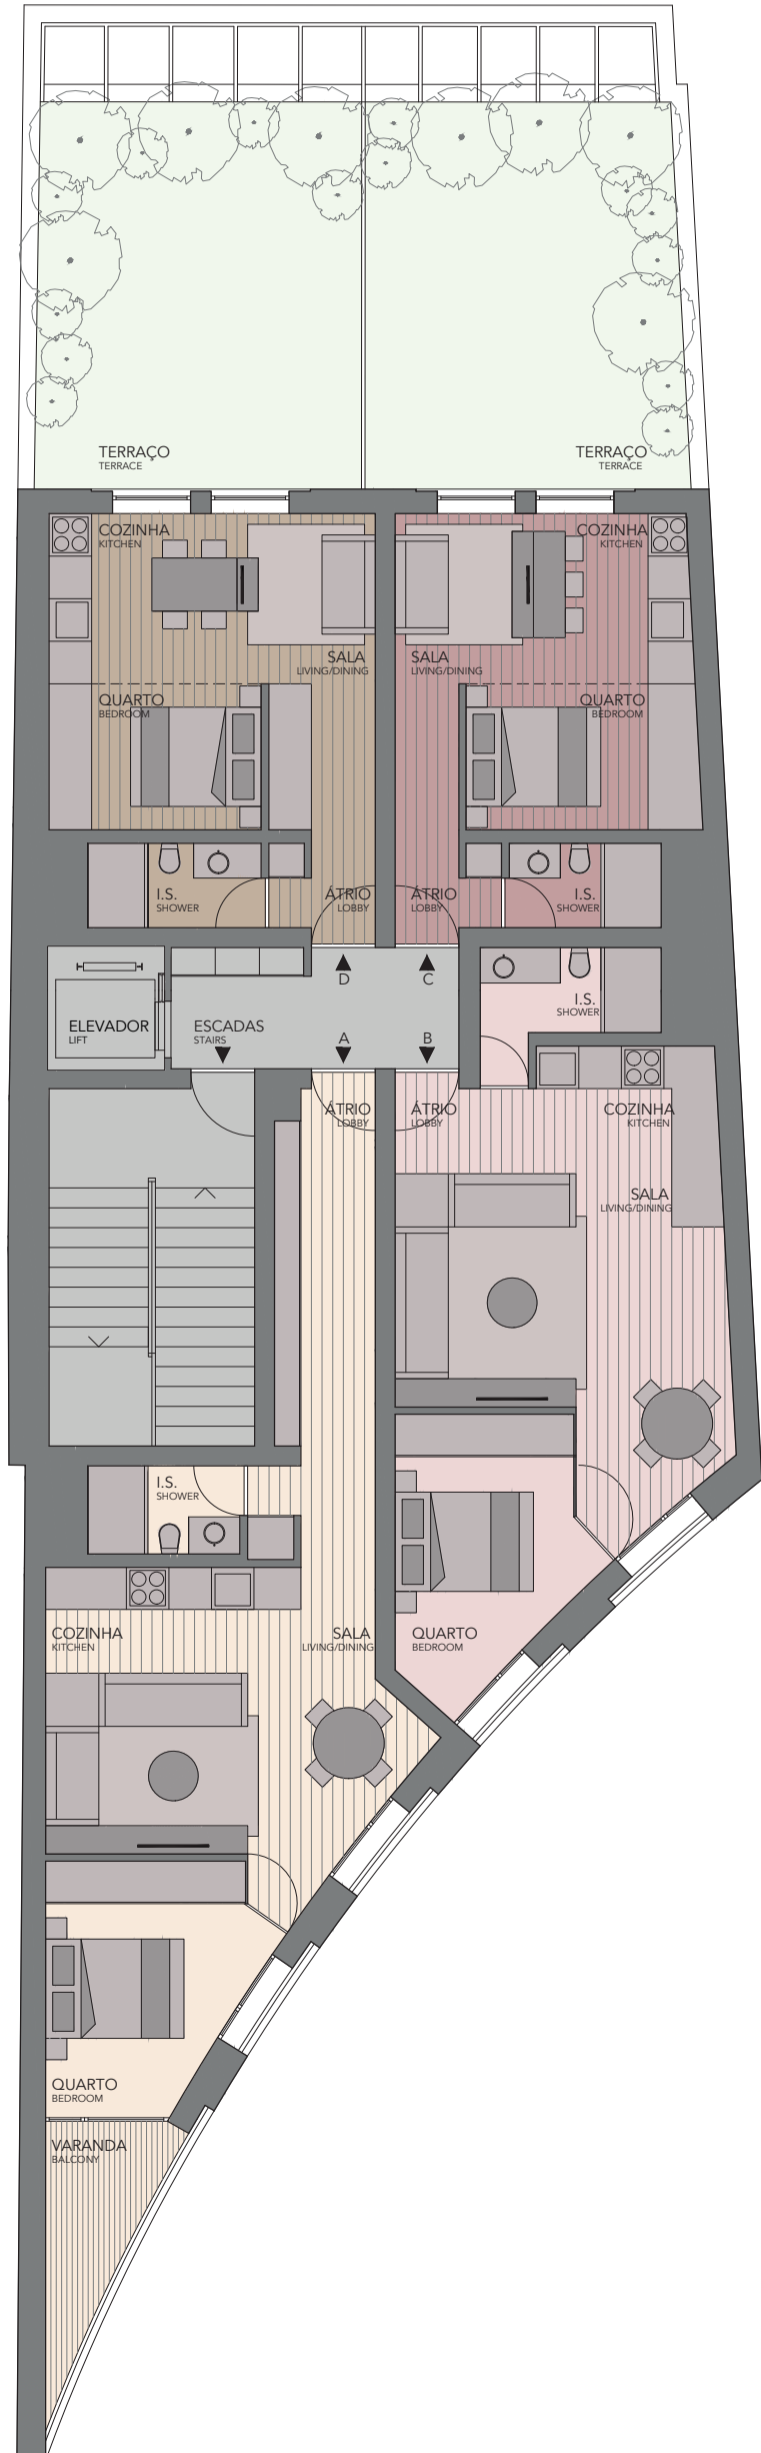 TERRAÇO
TERRACE
TERRAÇO
TERRACE
COZINHA
KITCHEN
COZINHA
KITCHEN
SALA
LIVING/DINING
SALA
LIVING/DINING
QUARTO
BEDROOM
QUARTO
BEDROOM
I.S.
SHOWER
ÁTRIO
LOBBY
ÁTRIO
LOBBY
I.S.
SHOWER
D
C
I.S.
SHOWER
ELEVADOR
LIFT
ESCADAS
STAIRS
A
B
ÁTRIO
LOBBY
ÁTRIO
LOBBY
COZINHA
KITCHEN
SALA
LIVING/DINING
I.S.
SHOWER
COZINHA
KITCHEN
SALA
LIVING/DINING
QUARTO
BEDROOM
QUARTO
BEDROOM
VARANDA
BALCONY